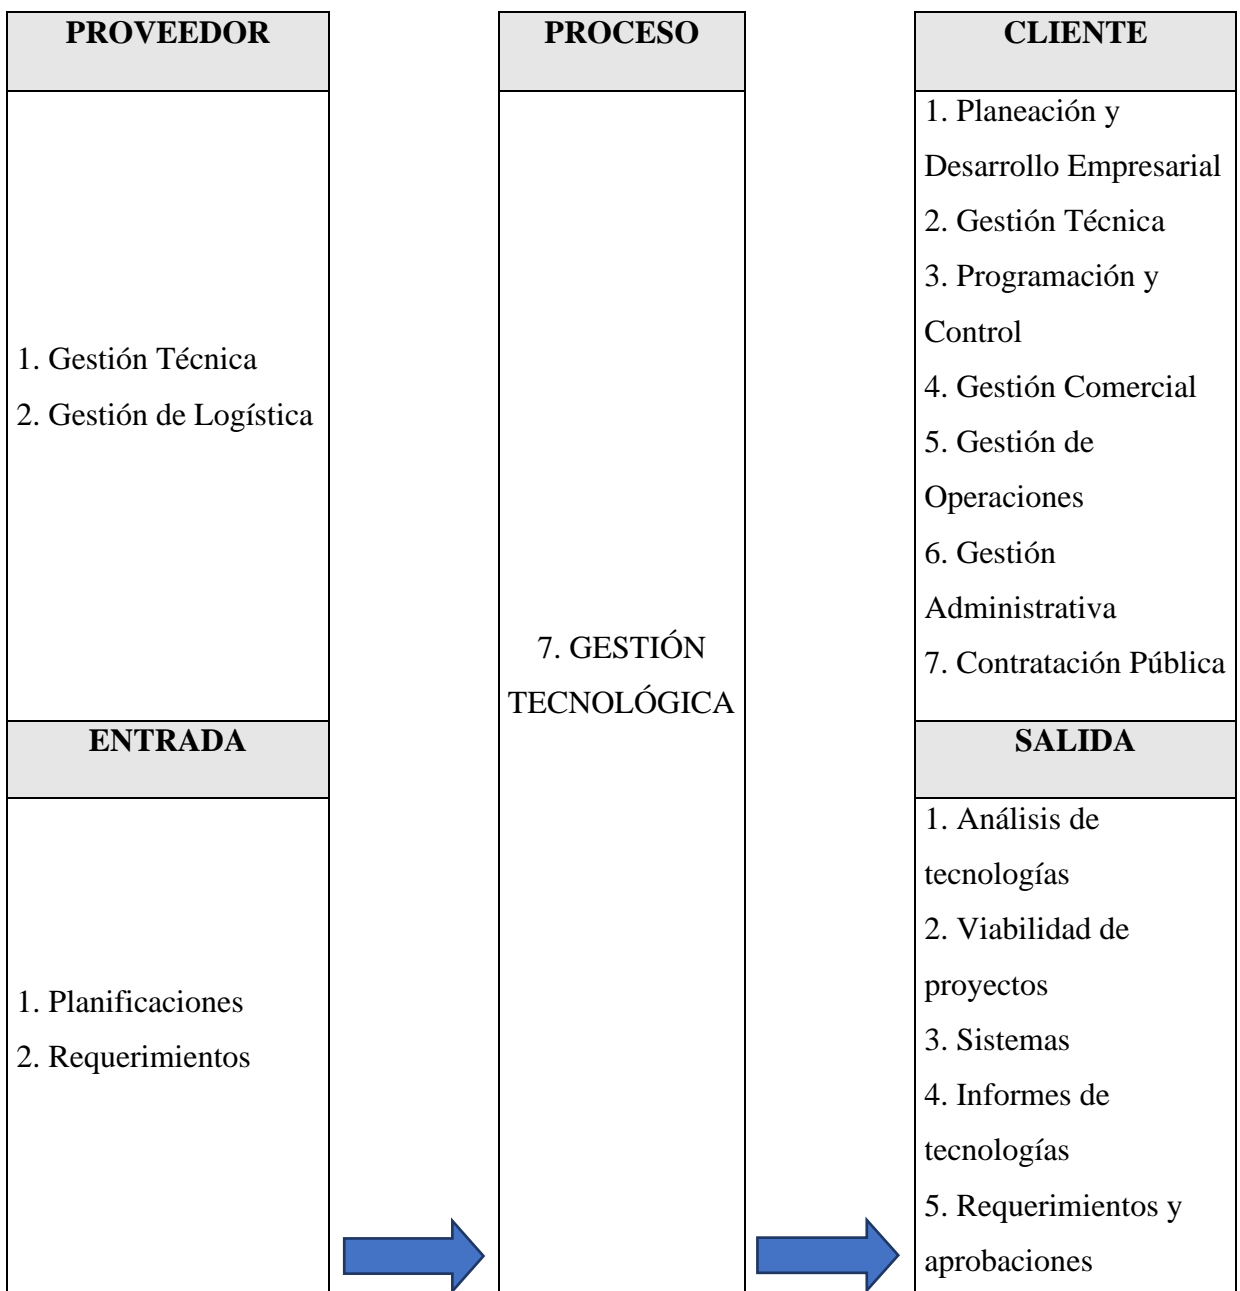 PROVEEDOR
1. Gestión Técnica
2. Gestión de Logística
ENTRADA
1. Planificaciones
2. Requerimientos
PROCESO
7. GESTIÓN
TECNOLÓGICA
CLIENTE
1. Planeación y
Desarrollo Empresarial
2. Gestión Técnica
3. Programación y
Control
4. Gestión Comercial
5. Gestión de
Operaciones
6. Gestión
Administrativa
7. Contratación Pública
SALIDA
1. Análisis de
tecnologías
2. Viabilidad de
proyectos
3. Sistemas
4. Informes de
tecnologías
5. Requerimientos y
aprobaciones